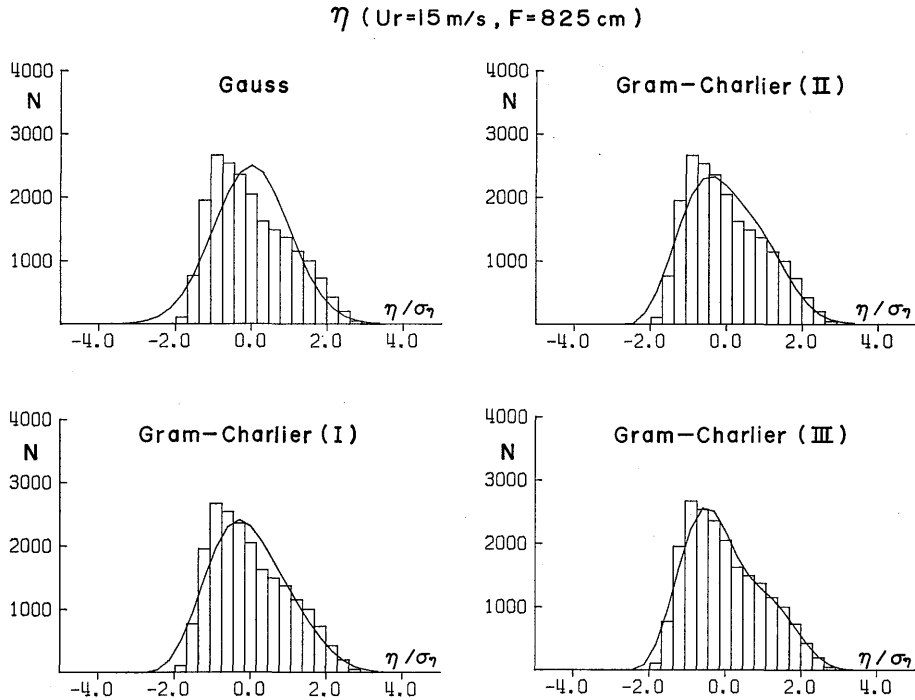 η (Ur=15 m/s , F=825 cm)
Gauss
4000
N
3000
2000
1000
η/ση
-4.0 -2.0 0.0 2.0 4.0
Gram-Charlier (II)
4000
N
3000
2000
1000
η/ση
-4.0 -2.0 0.0 2.0 4.0
Gram-Charlier (I)
4000
N
3000
2000
1000
η/ση
-4.0 -2.0 0.0 2.0 4.0
Gram-Charlier (III)
4000
N
3000
2000
1000
η/ση
-4.0 -2.0 0.0 2.0 4.0